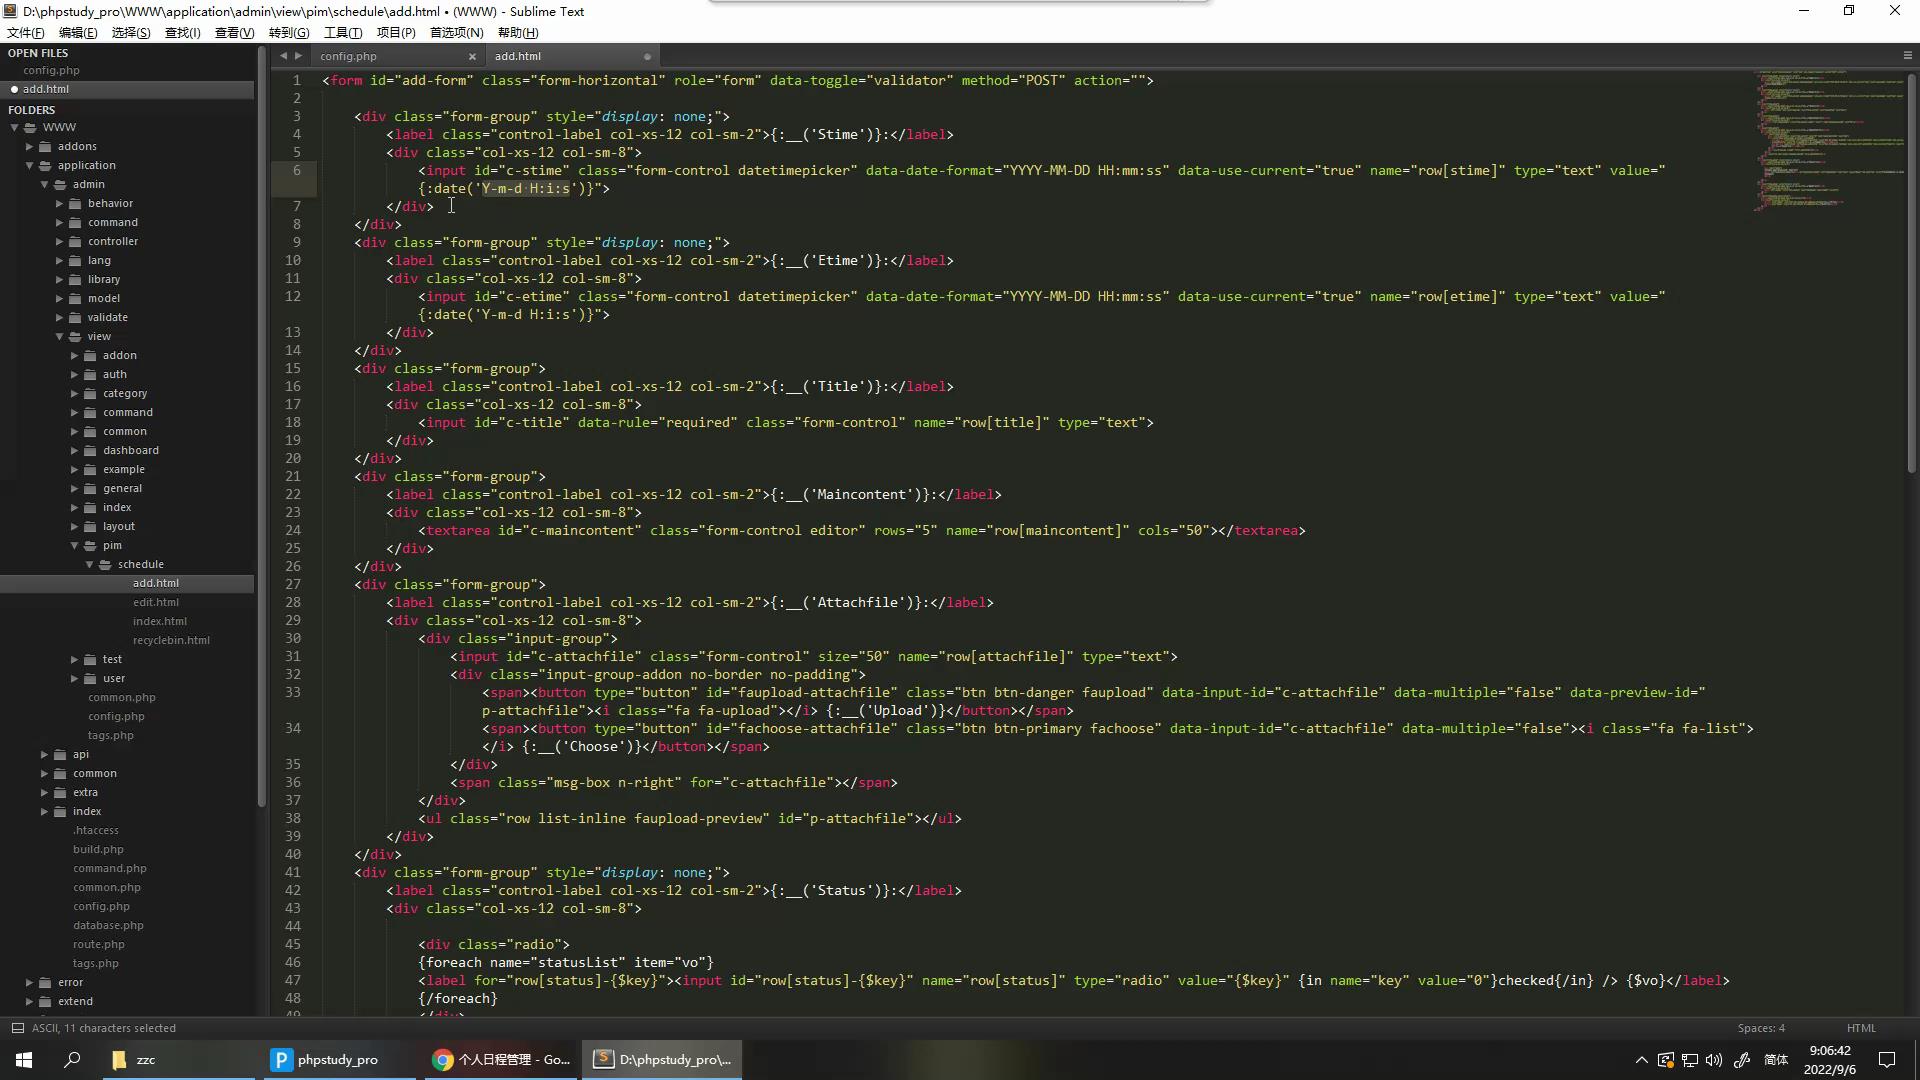 D:\phpstudy_pro\WWW\application\admin\view\pim\schedule\add.html • (WWW) - Sublime Text
文件(F) 编辑(E) 选择(S) 查找(I) 查看(V) 转到(G) 工具(T) 项目(P) 首选项(N) 帮助(H)
OPEN FILES
config.php
add.html
FOLDERS
WWW
addons
application
admin
behavior
command
controller
lang
library
model
validate
view
addon
auth
category
command
common
dashboard
example
general
index
layout
pim
schedule
add.html
edit.html
index.html
recyclebin.html
test
user
common.php
config.php
tags.php
api
common
extra
index
.htaccess
build.php
command.php
common.php
config.php
database.php
route.php
tags.php
error
extend
config.php × add.html
1 <form id="add-form" class="form-horizontal" role="form" data-toggle="validator" method="POST" action="">
2
3 <div class="form-group" style="display: none;">
4 <label class="control-label col-xs-12 col-sm-2">{:__('Stime')}:</label>
5 <div class="col-xs-12 col-sm-8">
6 <input id="c-stime" class="form-control datetimepicker" data-date-format="YYYY-MM-DD HH:mm:ss" data-use-current="true" name="row[stime]" type="text" value="
{:date('Y-m-d H:i:s')}">
7 </div>
8 </div>
9 <div class="form-group" style="display: none;">
10 <label class="control-label col-xs-12 col-sm-2">{:__('Etime')}:</label>
11 <div class="col-xs-12 col-sm-8">
12 <input id="c-etime" class="form-control datetimepicker" data-date-format="YYYY-MM-DD HH:mm:ss" data-use-current="true" name="row[etime]" type="text" value="
{:date('Y-m-d H:i:s')}">
13 </div>
14 </div>
15 <div class="form-group">
16 <label class="control-label col-xs-12 col-sm-2">{:__('Title')}:</label>
17 <div class="col-xs-12 col-sm-8">
18 <input id="c-title" data-rule="required" class="form-control" name="row[title]" type="text">
19 </div>
20 </div>
21 <div class="form-group">
22 <label class="control-label col-xs-12 col-sm-2">{:__('Maincontent')}:</label>
23 <div class="col-xs-12 col-sm-8">
24 <textarea id="c-maincontent" class="form-control editor" rows="5" name="row[maincontent]" cols="50"></textarea>
25 </div>
26 </div>
27 <div class="form-group">
28 <label class="control-label col-xs-12 col-sm-2">{:__('Attachfile')}:</label>
29 <div class="col-xs-12 col-sm-8">
30 <div class="input-group">
31 <input id="c-attachfile" class="form-control" size="50" name="row[attachfile]" type="text">
32 <div class="input-group-addon no-border no-padding">
33 <span><button type="button" id="faupload-attachfile" class="btn btn-danger faupload" data-input-id="c-attachfile" data-multiple="false" data-preview-id="
p-attachfile"><i class="fa fa-upload"></i> {:__('Upload')}</button></span>
34 <span><button type="button" id="fachoose-attachfile" class="btn btn-primary fachoose" data-input-id="c-attachfile" data-multiple="false"><i class="fa fa-list">
</i> {:__('Choose')}</button></span>
35 </div>
36 <span class="msg-box n-right" for="c-attachfile"></span>
37 </div>
38 <ul class="row list-inline faupload-preview" id="p-attachfile"></ul>
39 </div>
40 </div>
41 <div class="form-group" style="display: none;">
42 <label class="control-label col-xs-12 col-sm-2">{:__('Status')}:</label>
43 <div class="col-xs-12 col-sm-8">
44
45 <div class="radio">
46 {foreach name="statusList" item="vo"}
47 <label for="row[status]-{$key}"><input id="row[status]-{$key}" name="row[status]" type="radio" value="{$key}" {in name="key" value="0"}checked{/in} /> {$vo}</label>
48 {/foreach}
49 </div>
ASCII, 11 characters selected Spaces: 4 HTML
zzc phpstudy_pro 个人日程管理 - Go... D:\phpstudy_pro\... 简体 9:06:42
2022/9/6